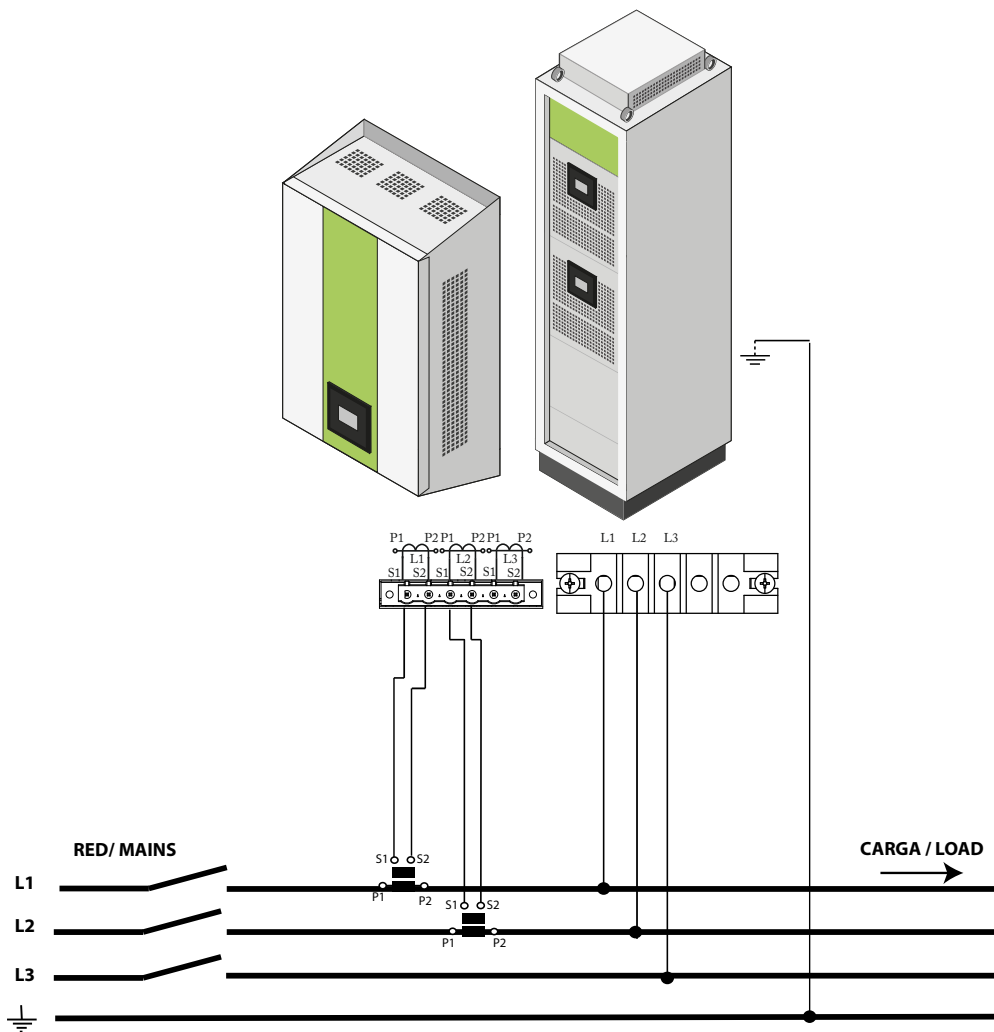 P1 P2 P1 P2 P1 P2
L1 L2 L3
S1 S2 S1 S2 S1 S2
L1 L2 L3
RED/ MAINS
CARGA / LOAD
S1 S2
L1
P1 P2
S1 S2
L2
P1 P2
L3